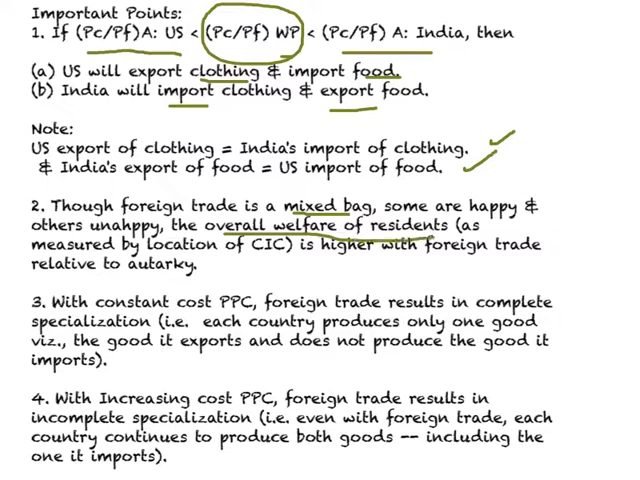 Important Points:
1. If (Pc/Pf)A: US < (Pc/Pf) WP < (Pc/Pf) A: India, then
(a) US will export clothing & import food.
(b) India will import clothing & export food.
Note:
US export of clothing = India's import of clothing.
& India's export of food = US import of food.
2. Though foreign trade is a mixed bag, some are happy &
others unahppy, the overall welfare of residents (as
measured by location of CIC) is higher with foreign trade
relative to autarky.
3. With constant cost PPC, foreign trade results in complete
specialization (i.e. each country produces only one good
viz., the good it exports and does not produce the good it
imports).
4. With Increasing cost PPC, foreign trade results in
incomplete specialization (i.e. even with foreign trade, each
country continues to produce both goods -- including the
one it imports).